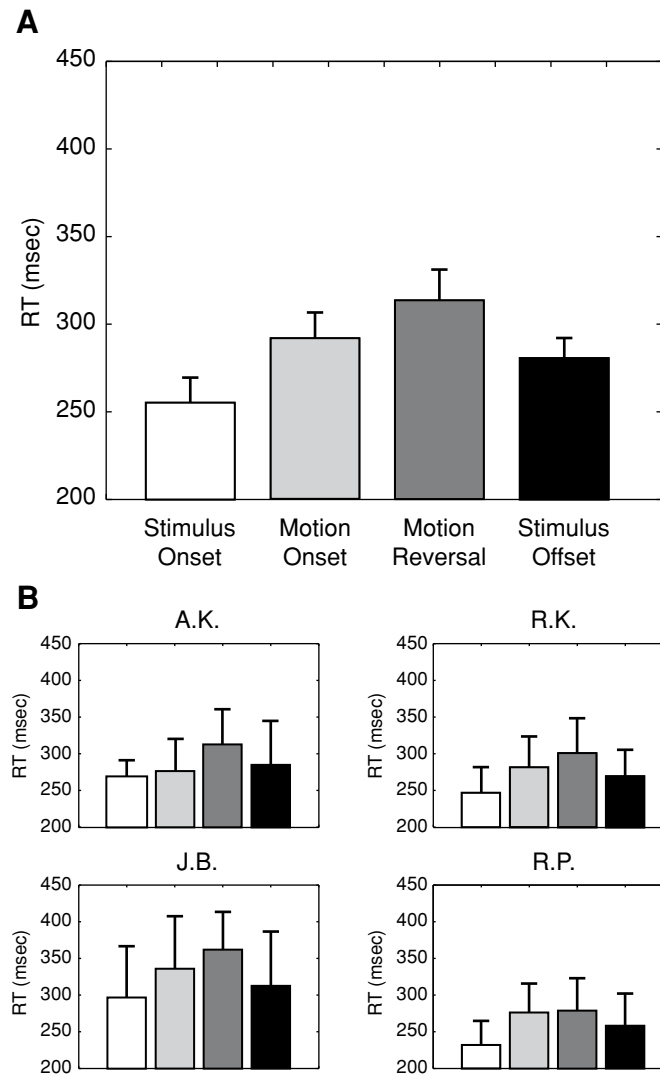 A
450
400
350
300
250
200
RT (msec)
Stimulus Onset
Motion Onset
Motion Reversal
Stimulus Offset
B
A.K.
450
400
350
300
250
200
RT (msec)
R.K.
450
400
350
300
250
200
RT (msec)
J.B.
450
400
350
300
250
200
RT (msec)
R.P.
450
400
350
300
250
200
RT (msec)